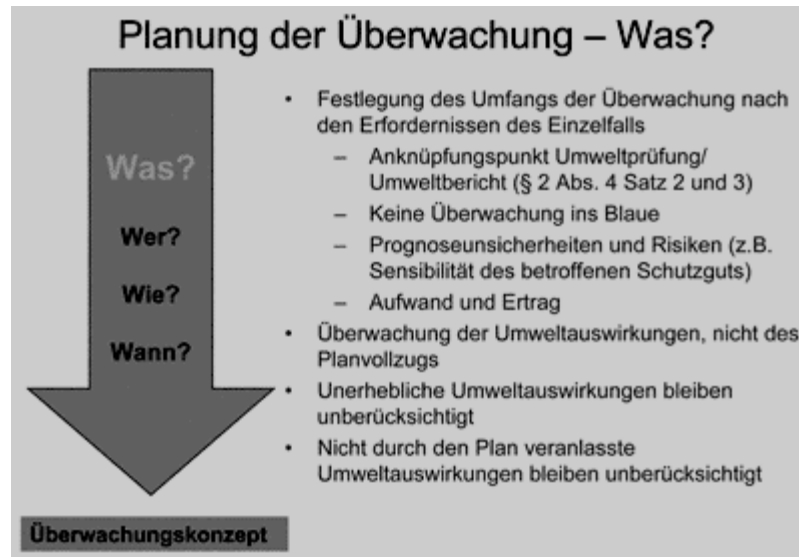 Planung der Überwachung – Was?
Was?
Wer?
Wie?
Wann?
Überwachungskonzept
• Festlegung des Umfangs der Überwachung nach
den Erfordernissen des Einzelfalls
– Anknüpfungspunkt Umweltprüfung/
Umweltbericht (§ 2 Abs. 4 Satz 2 und 3)
– Keine Überwachung ins Blaue
– Prognoseunsicherheiten und Risiken (z.B.
Sensibilität des betroffenen Schutzguts)
– Aufwand und Ertrag
• Überwachung der Umweltauswirkungen, nicht des
Planvollzugs
• Unerhebliche Umweltauswirkungen bleiben
unberücksichtigt
• Nicht durch den Plan veranlasste
Umweltauswirkungen bleiben unberücksichtigt